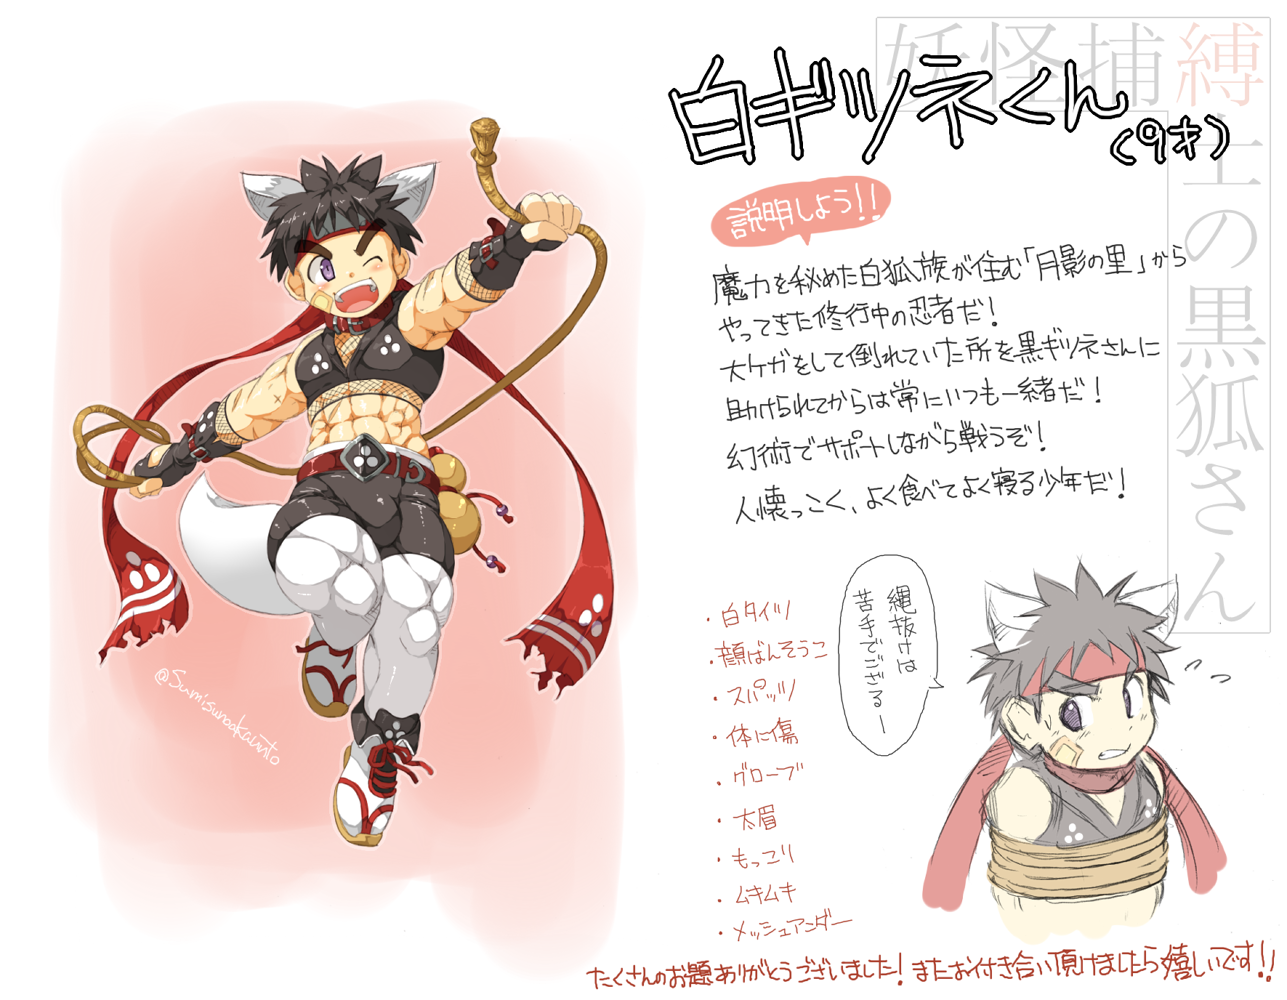 妖怪捕縛士の黒狐さん
白ギツネくん
(9才)
説明しよう!!
魔力を秘めた白狐族が住む「月影の里」から
やってきた修行中の忍者だ!
大ケガをして倒れていた所を黒ギツネさんに
助けられてからは常にいつも一緒だ!
幻術でサポートしながら戦うぞ!
人懐っこく、よく食べてよく寝る少年だ!
縄抜けは
苦手でござるー
・白タイツ
・顔ばんそうこ
・スパッツ
・体に傷
・グローブ
・太眉
・もっこり
・ムキムキ
・メッシュアンダー
@Sumisunookaunto
たくさんのお題ありがとうございました!またお付き合い頂けましたら嬉しいです!!